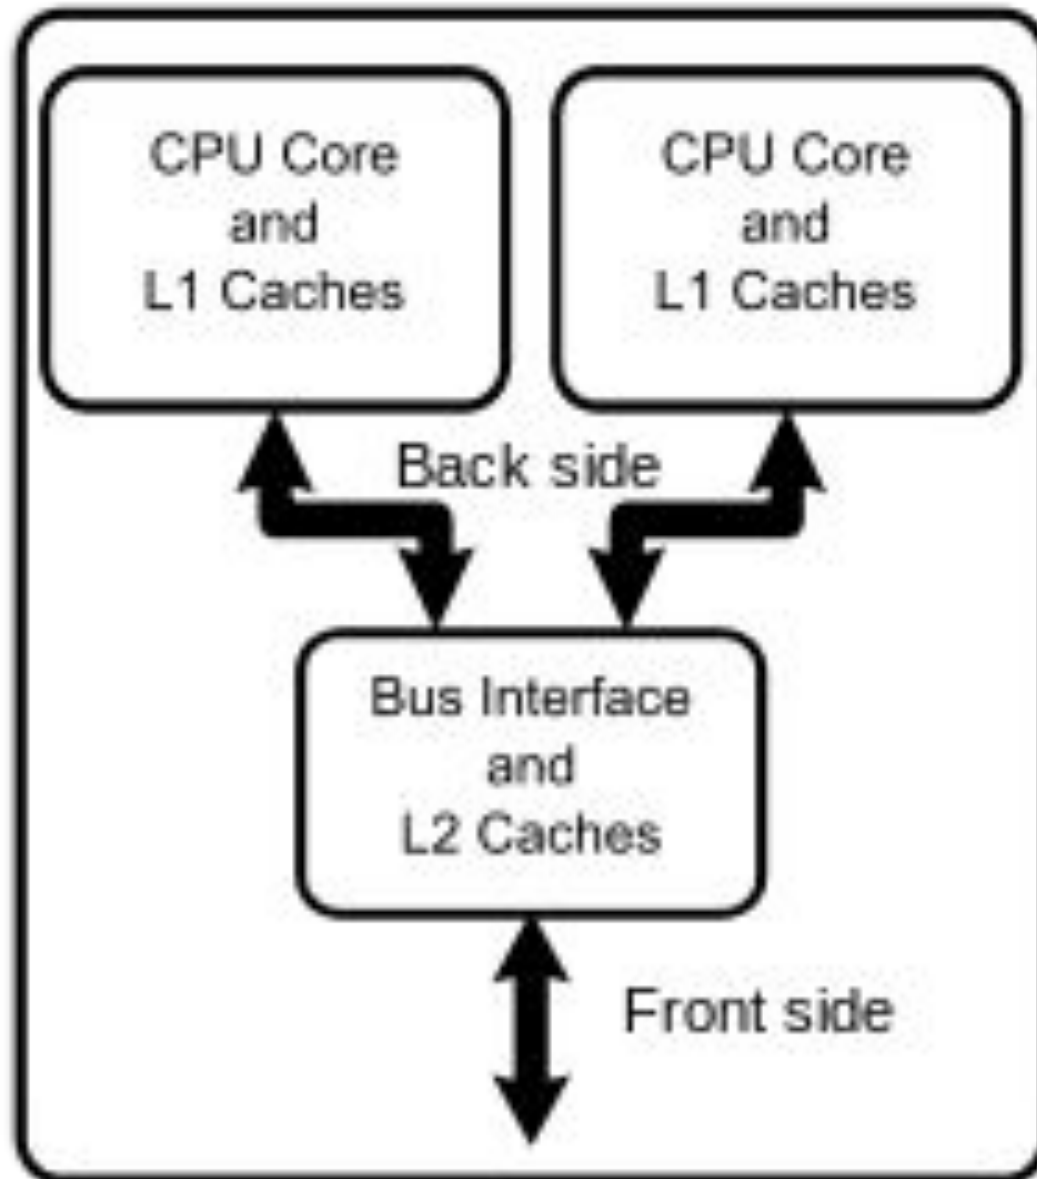 CPU Core
and
L1 Caches
CPU Core
and
L1 Caches
Back side
Bus Interface
and
L2 Caches
Front side